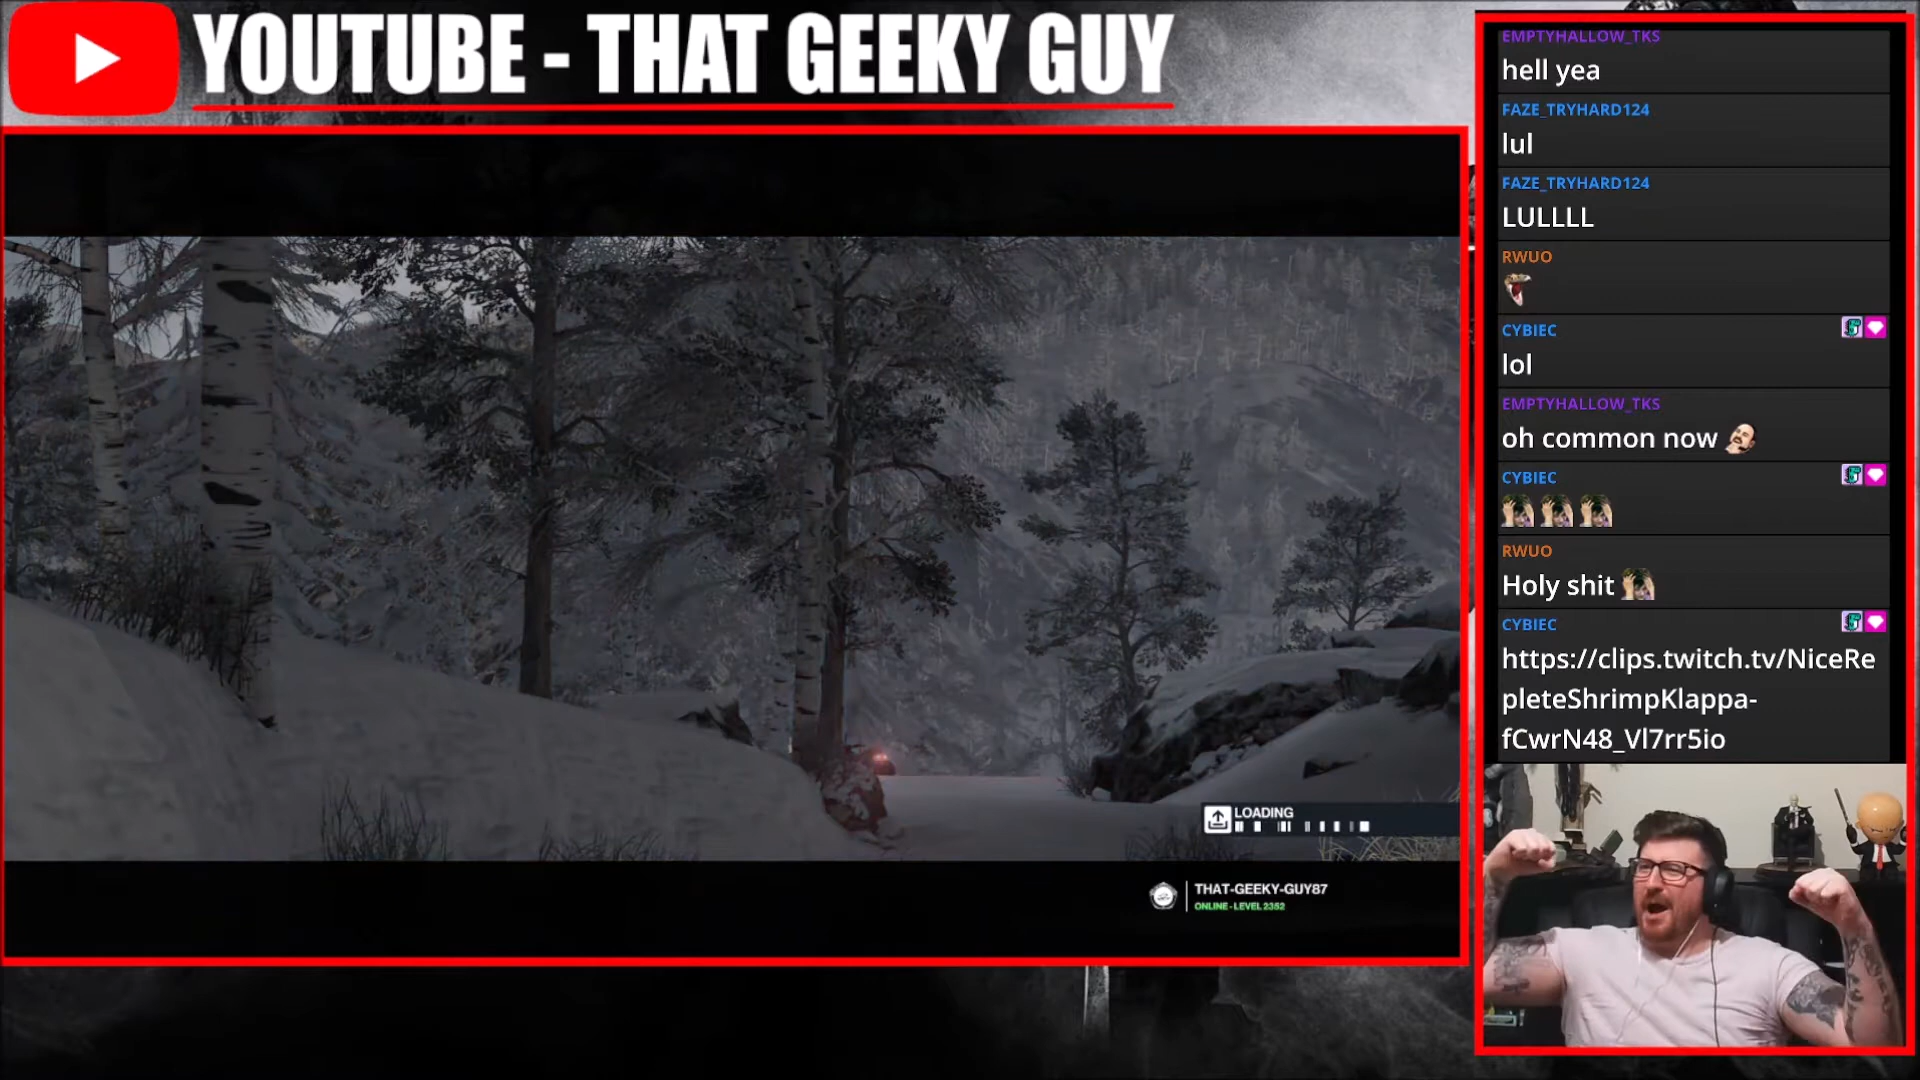 YOUTUBE - THAT GEEKY GUY
EMPTYHALLOW_TKS
hell yea
FAZE_TRYHARD124
lul
FAZE_TRYHARD124
LULLLL
RWUO
CYBIEC
lol
EMPTYHALLOW_TKS
oh common now
CYBIEC
RWUO
Holy shit
CYBIEC
https://clips.twitch.tv/NiceRe
pleteShrimpKlappa-
fCwrN48_Vl7rr5io
LOADING
THAT-GEEKY-GUY87
ONLINE - LEVEL 2352